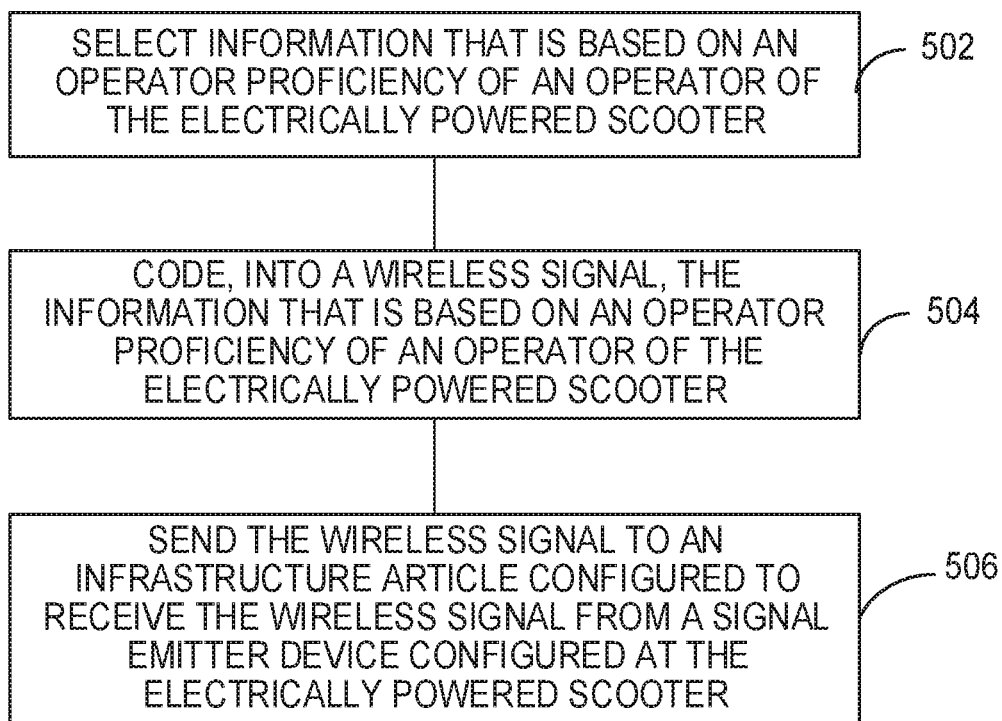 SELECT INFORMATION THAT IS BASED ON AN
OPERATOR PROFICIENCY OF AN OPERATOR OF
THE ELECTRICALLY POWERED SCOOTER
502
CODE, INTO A WIRELESS SIGNAL, THE
INFORMATION THAT IS BASED ON AN OPERATOR
PROFICIENCY OF AN OPERATOR OF THE
ELECTRICALLY POWERED SCOOTER
504
SEND THE WIRELESS SIGNAL TO AN
INFRASTRUCTURE ARTICLE CONFIGURED TO
RECEIVE THE WIRELESS SIGNAL FROM A SIGNAL
EMITTER DEVICE CONFIGURED AT THE
ELECTRICALLY POWERED SCOOTER
506